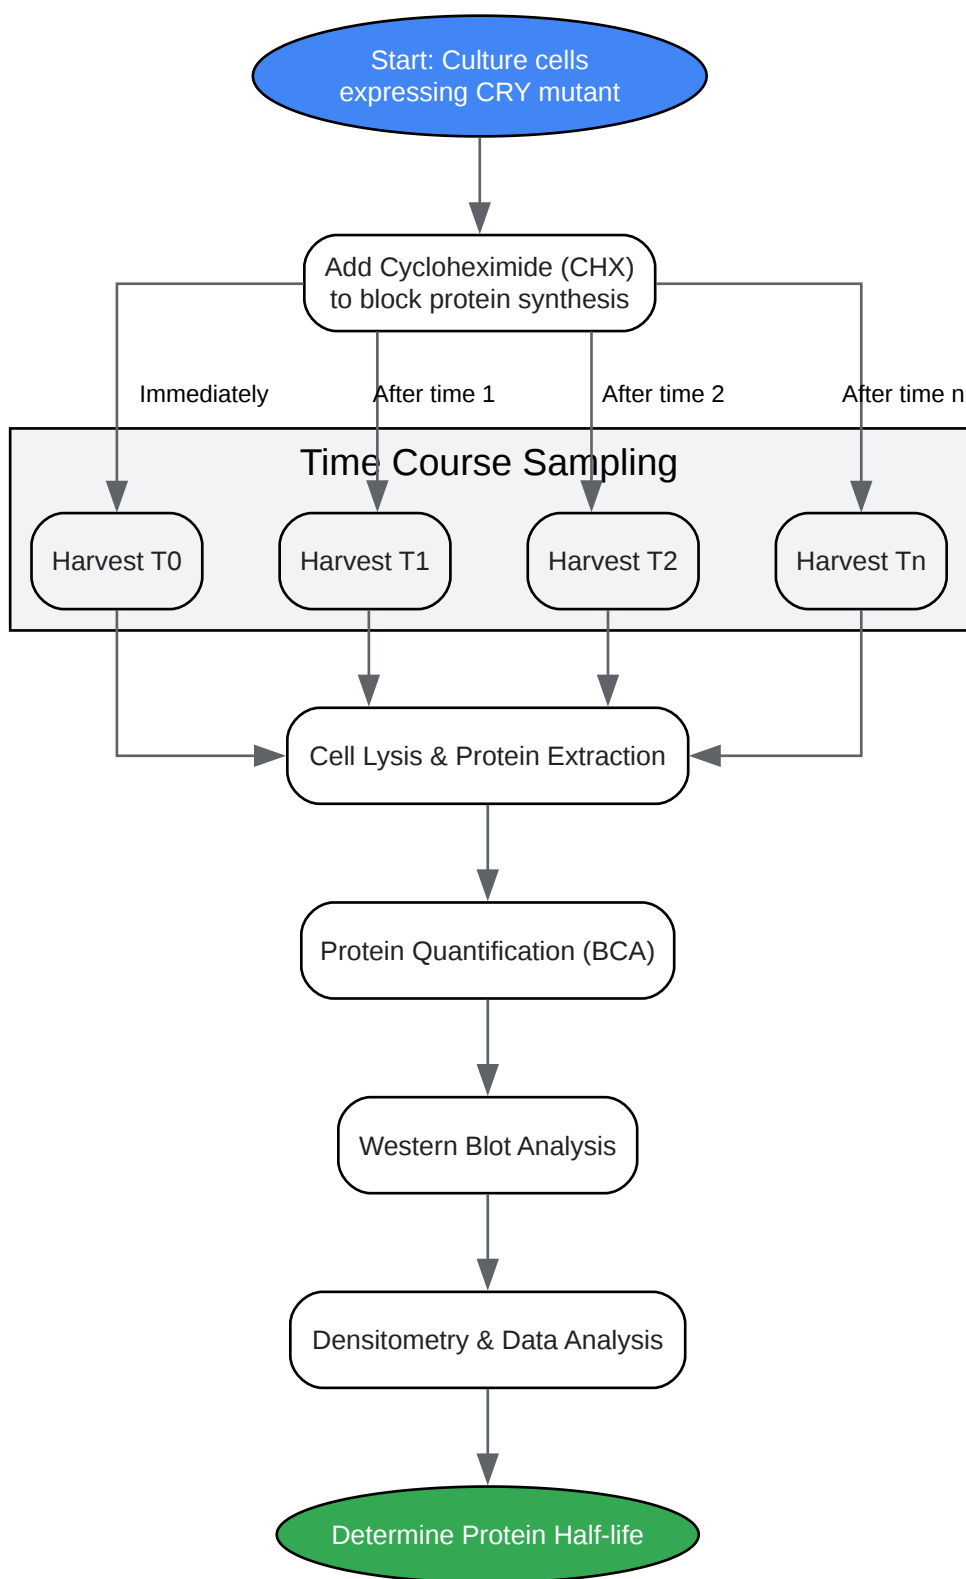 Start: Culture cells
expressing CRY mutant
Add Cycloheximide (CHX)
to block protein synthesis
Immediately
After time 1
After time 2
After time n
Time Course Sampling
Harvest T0
Harvest T1
Harvest T2
Harvest Tn
Cell Lysis & Protein Extraction
Protein Quantification (BCA)
Western Blot Analysis
Densitometry & Data Analysis
Determine Protein Half-life